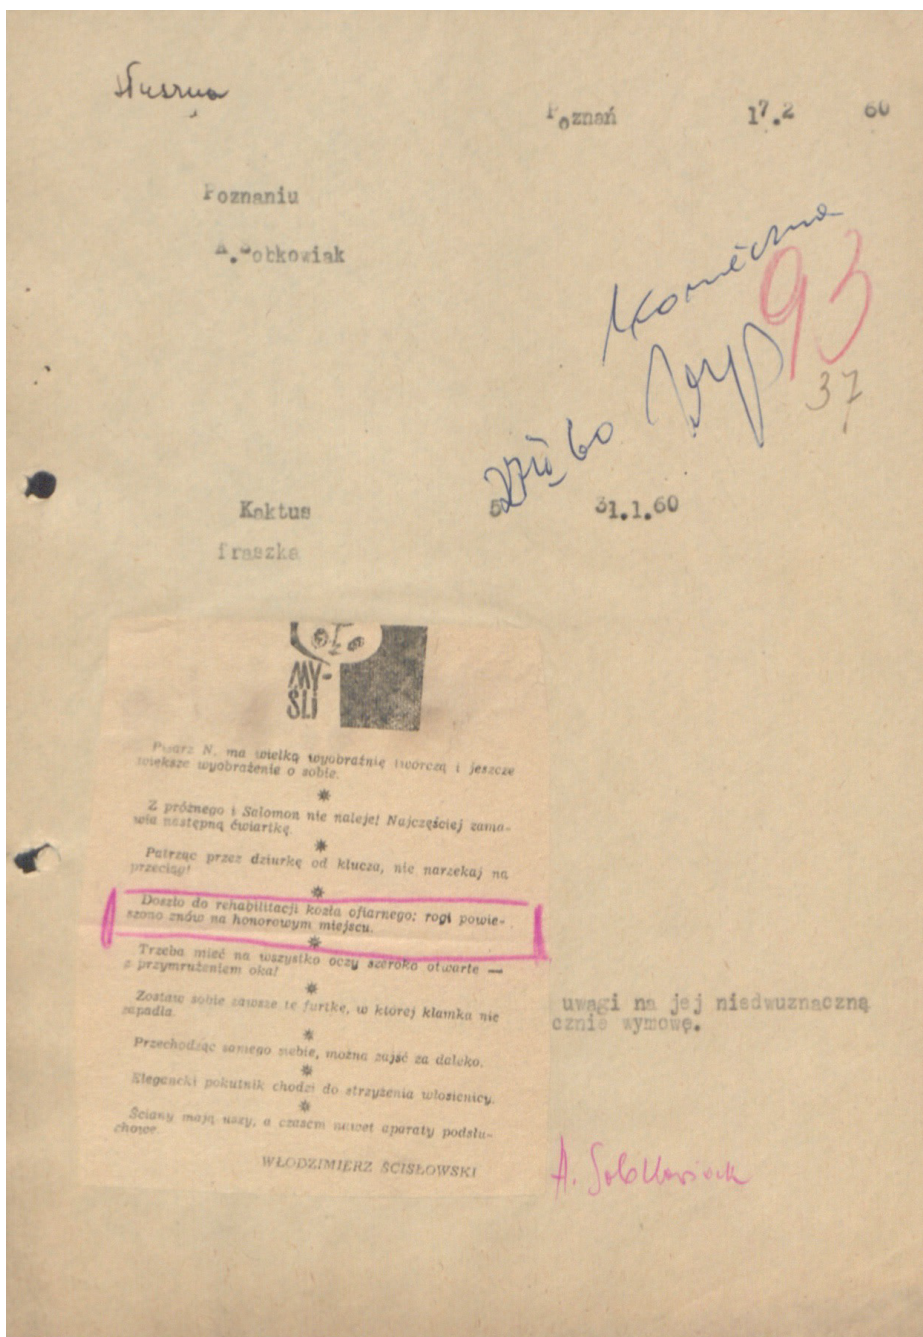 Słuszna
Poznań 17.2 60
Poznaniu
A.Sobkowiak
93
37
Kaktus 5 31.1.60
fraszka
MY-
ŚLI
Pisarz N. ma wielką wyobraźnię twórczą i jeszcze
większe wyobrażenie o sobie.
Z próżnego i Salomon nie naleje! Najczęściej zama-
wia następną ćwiartkę.
Patrząc przez dziurkę od klucza, nie narzekaj na
przeciąg!
Doszło do rehabilitacji kozła ofiarnego: rogi powie-
szono znów na honorowym miejscu.
Trzeba mieć na wszystko oczy szeroko otwarte —
z przymrużeniem oka!
Zostaw sobie zawsze tę furtkę, w której klamka nie
zapadła.
Przechodząc samego siebie, można zajść za daleko.
Elegancki pokutnik chodzi do strzyżenia włosienicy.
Ściany mają uszy, a czasem nawet aparaty podsłu-
chowe.
WŁODZIMIERZ ŚCISŁOWSKI
uwagi na jej niedwuznaczną
cznie wymowę.
A. Sobkowiak